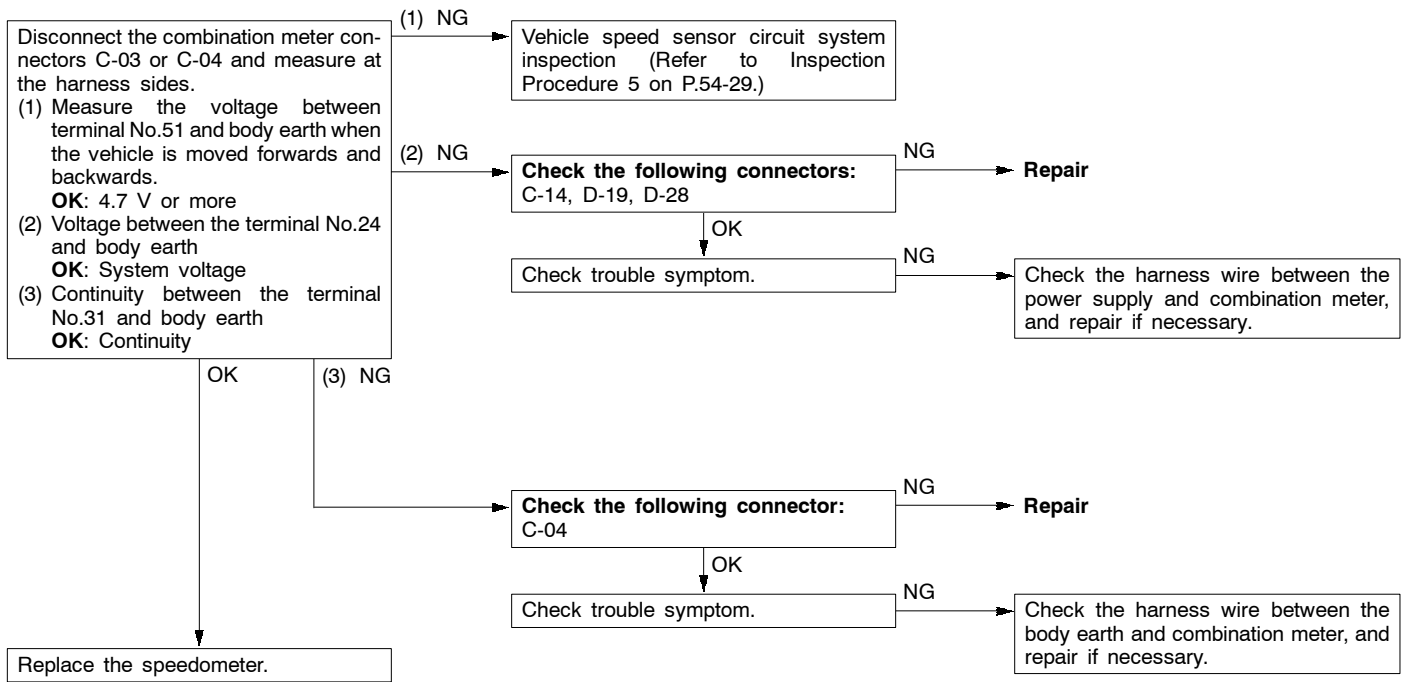 Disconnect the combination meter con-
nectors C-03 or C-04 and measure at
the harness sides.
(1) Measure the voltage between
terminal No.51 and body earth when
the vehicle is moved forwards and
backwards.
OK: 4.7 V or more
(2) Voltage between the terminal No.24
and body earth
OK: System voltage
(3) Continuity between the terminal
No.31 and body earth
OK: Continuity
(1) NG
Vehicle speed sensor circuit system
inspection (Refer to Inspection
Procedure 5 on P.54-29.)
(2) NG
Check the following connectors:
C-14, D-19, D-28
NG
Repair
OK
Check trouble symptom.
NG
Check the harness wire between the
power supply and combination meter,
and repair if necessary.
OK
(3) NG
Check the following connector:
C-04
NG
Repair
OK
Check trouble symptom.
NG
Check the harness wire between the
body earth and combination meter, and
repair if necessary.
Replace the speedometer.